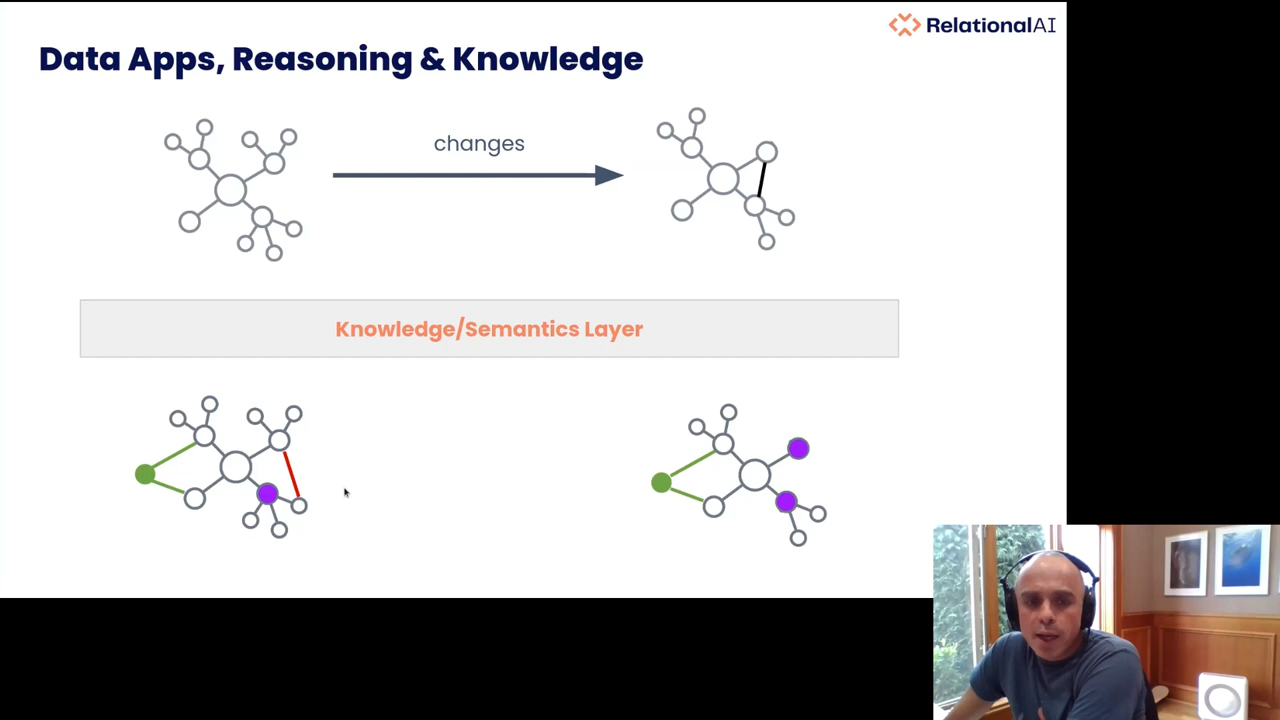 RelationalAI
Data Apps, Reasoning & Knowledge
changes
Knowledge/Semantics Layer